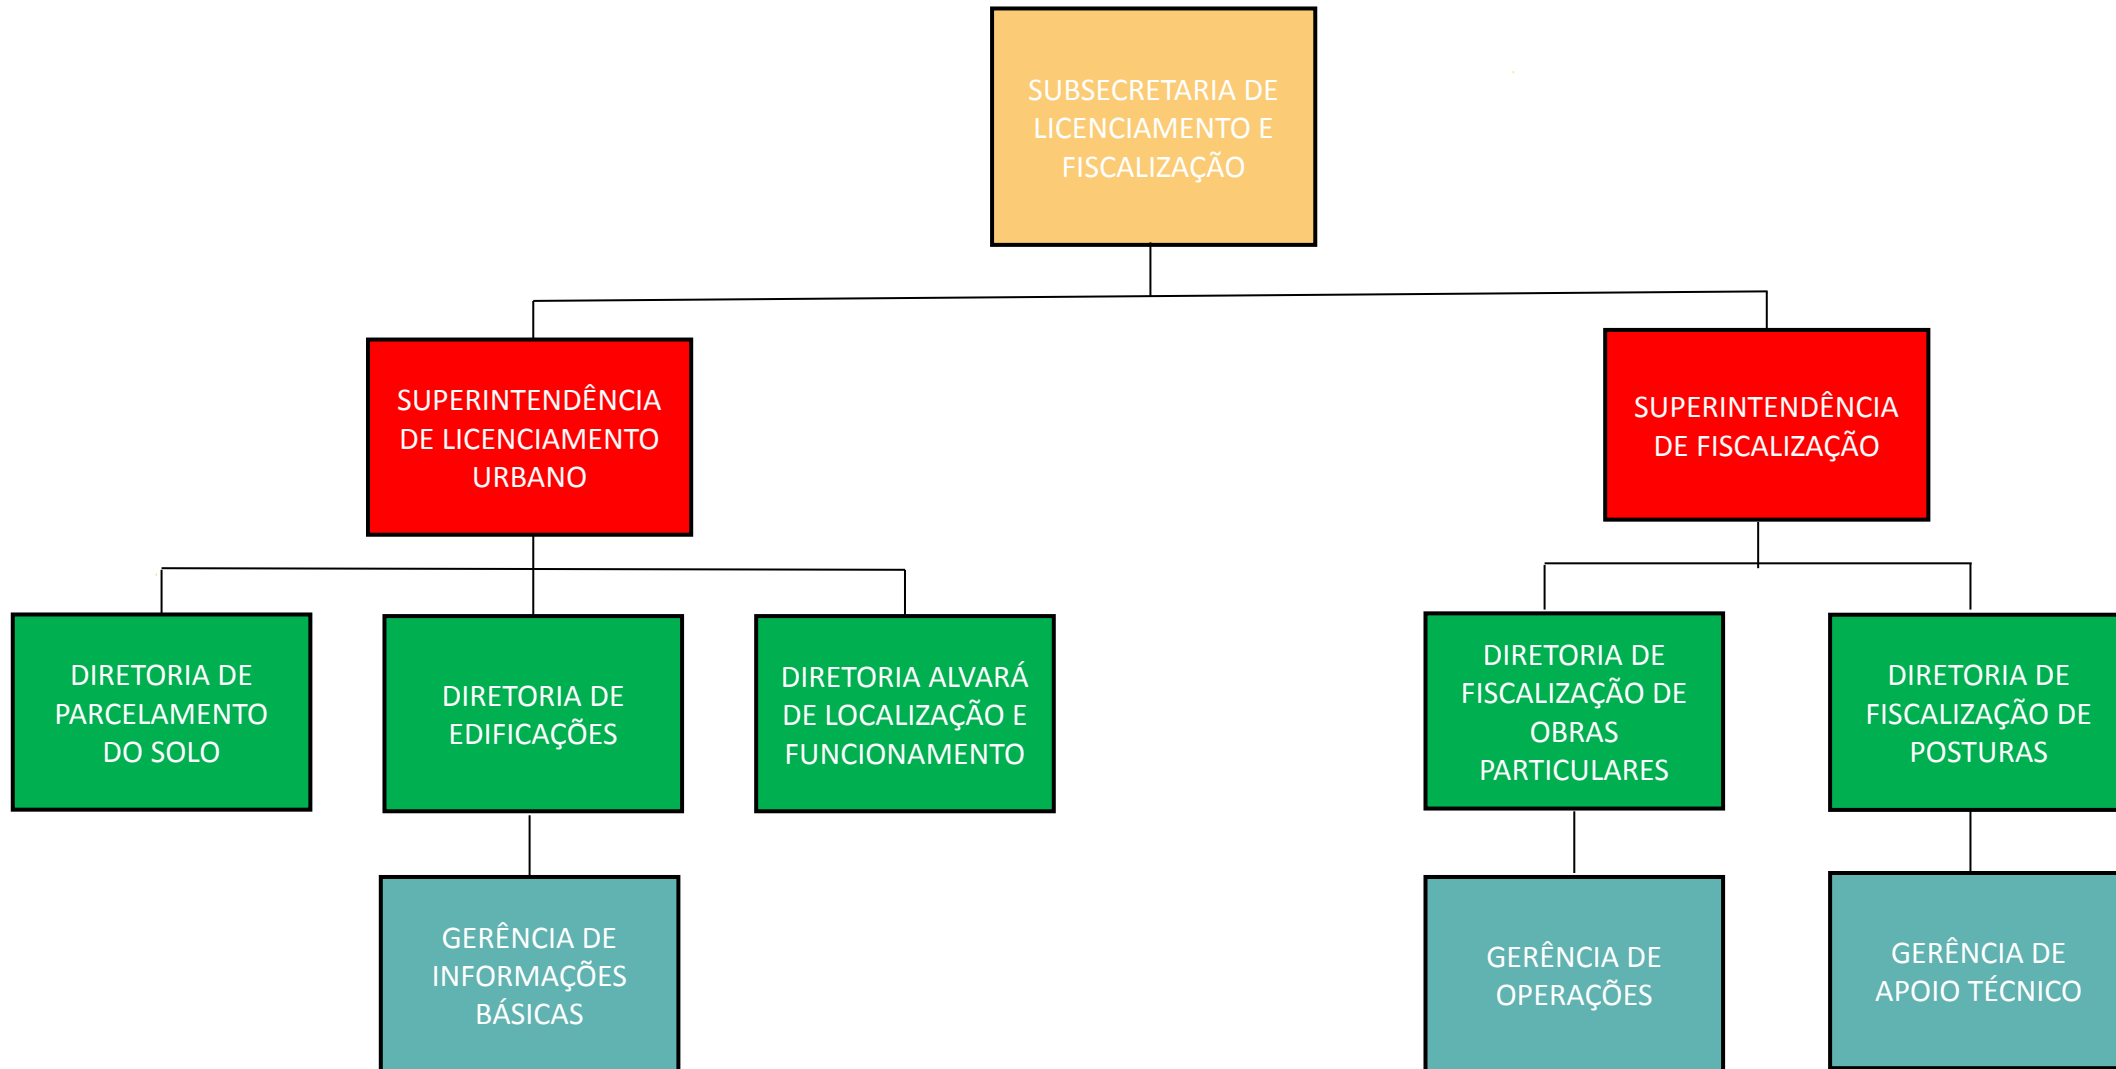 SUBSECRETARIA DE
LICENCIAMENTO E
FISCALIZAÇÃO
SUPERINTENDÊNCIA
DE LICENCIAMENTO
URBANO
SUPERINTENDÊNCIA
DE FISCALIZAÇÃO
DIRETORIA DE
PARCELAMENTO
DO SOLO
DIRETORIA DE
EDIFICAÇÕES
DIRETORIA ALVARÁ
DE LOCALIZAÇÃO E
FUNCIONAMENTO
DIRETORIA DE
FISCALIZAÇÃO DE
OBRAS
PARTICULARES
DIRETORIA DE
FISCALIZAÇÃO DE
POSTURAS
GERÊNCIA DE
INFORMAÇÕES
BÁSICAS
GERÊNCIA DE
OPERAÇÕES
GERÊNCIA DE
APOIO TÉCNICO